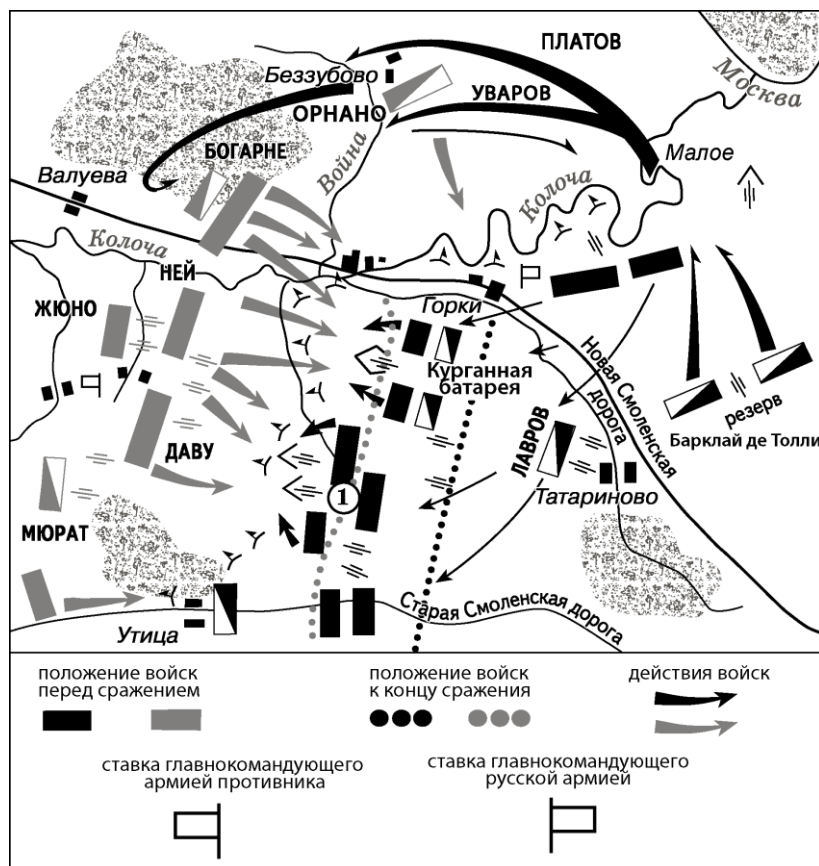 ПЛАТОВ
Москва
Беззубово
УВАРОВ
ОРНАНО
Малое
БОГАРНЕ
Война
Валуева
Колоча
Колоча
НЕЙ
ЖЮНО
Горки
Новая Смоленская
дорога
Курганная
батарея
резерв
Барклай де Толли
ДАВУ
ЛАВРОВ
Татариново
1
МЮРАТ
Старая Смоленская дорога
Утица
положение войск
перед сражением
положение войск
к концу сражения
действия войск
ставка главнокомандующего
армией противника
ставка главнокомандующего
русской армией